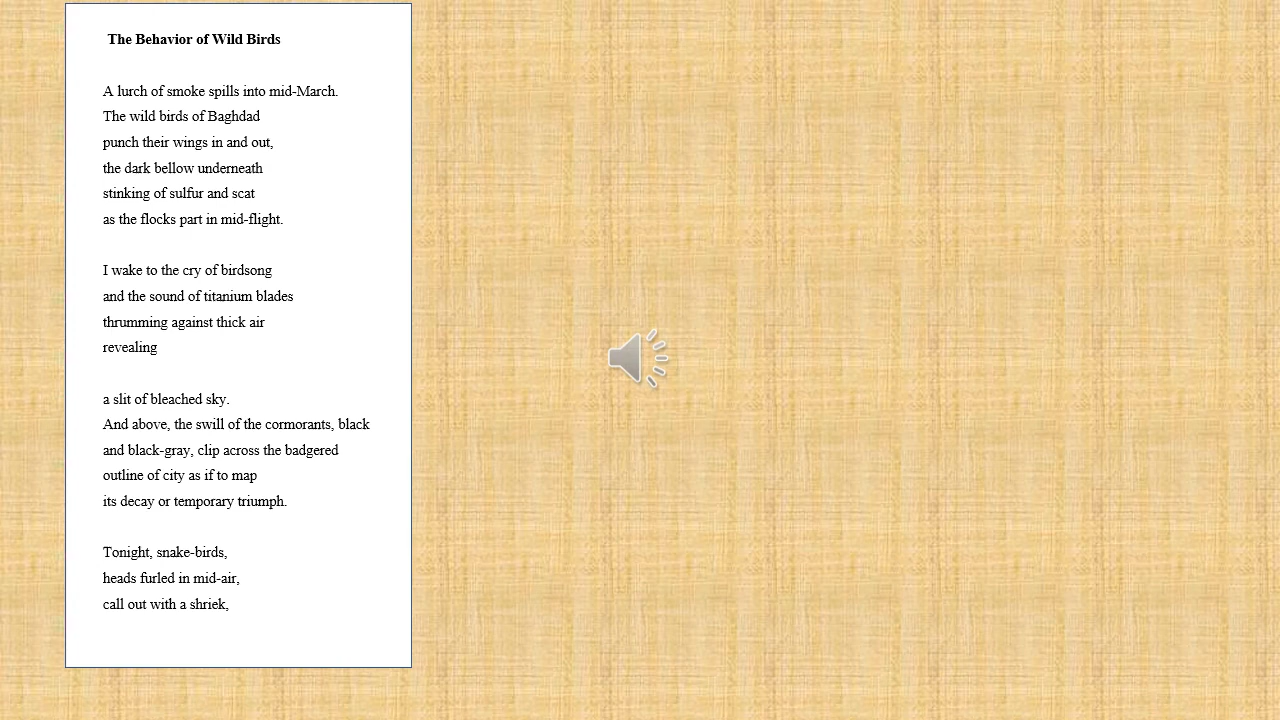 The Behavior of Wild Birds
A lurch of smoke spills into mid-March.
The wild birds of Baghdad
punch their wings in and out,
the dark bellow underneath
stinking of sulfur and scat
as the flocks part in mid-flight.
I wake to the cry of birdsong
and the sound of titanium blades
thrumming against thick air
revealing
a slit of bleached sky.
And above, the swill of the cormorants, black
and black-gray, clip across the badgered
outline of city as if to map
its decay or temporary triumph.
Tonight, snake-birds,
heads furled in mid-air,
call out with a shriek,